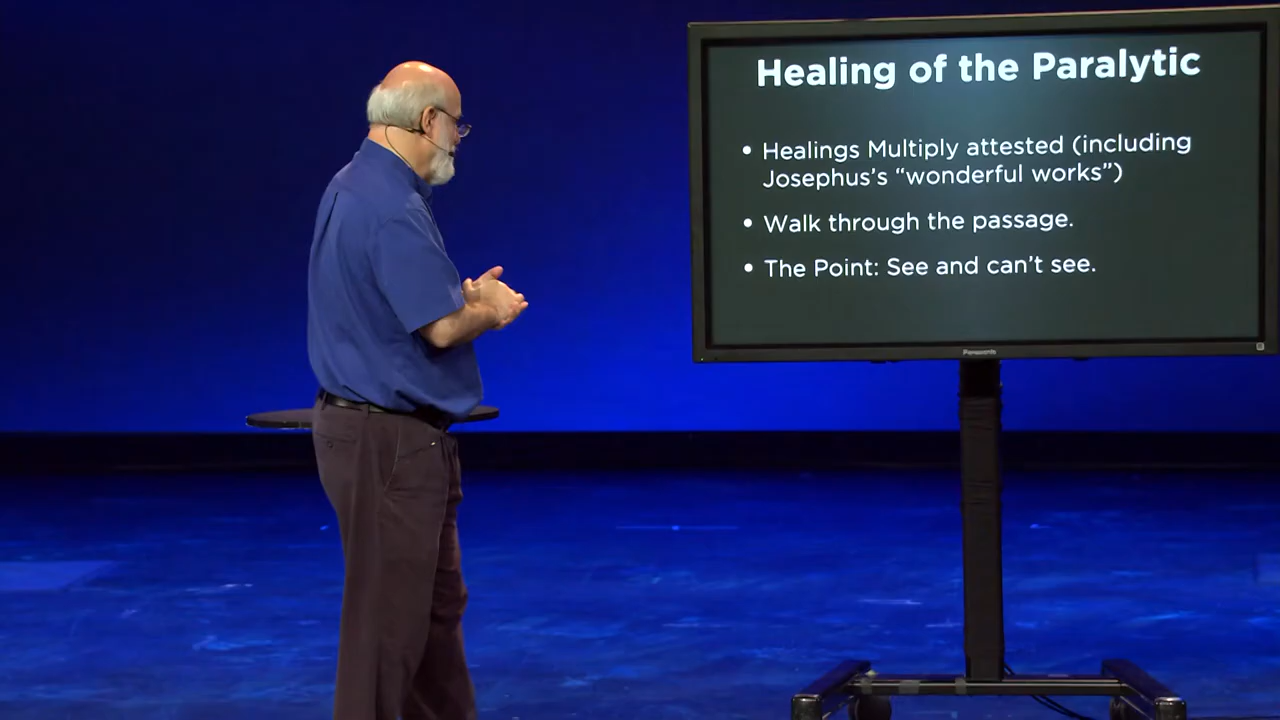 Healing of the Paralytic
• Healings Multiply attested (including
Josephus's “wonderful works”)
• Walk through the passage.
• The Point: See and can't see.
Panasonic